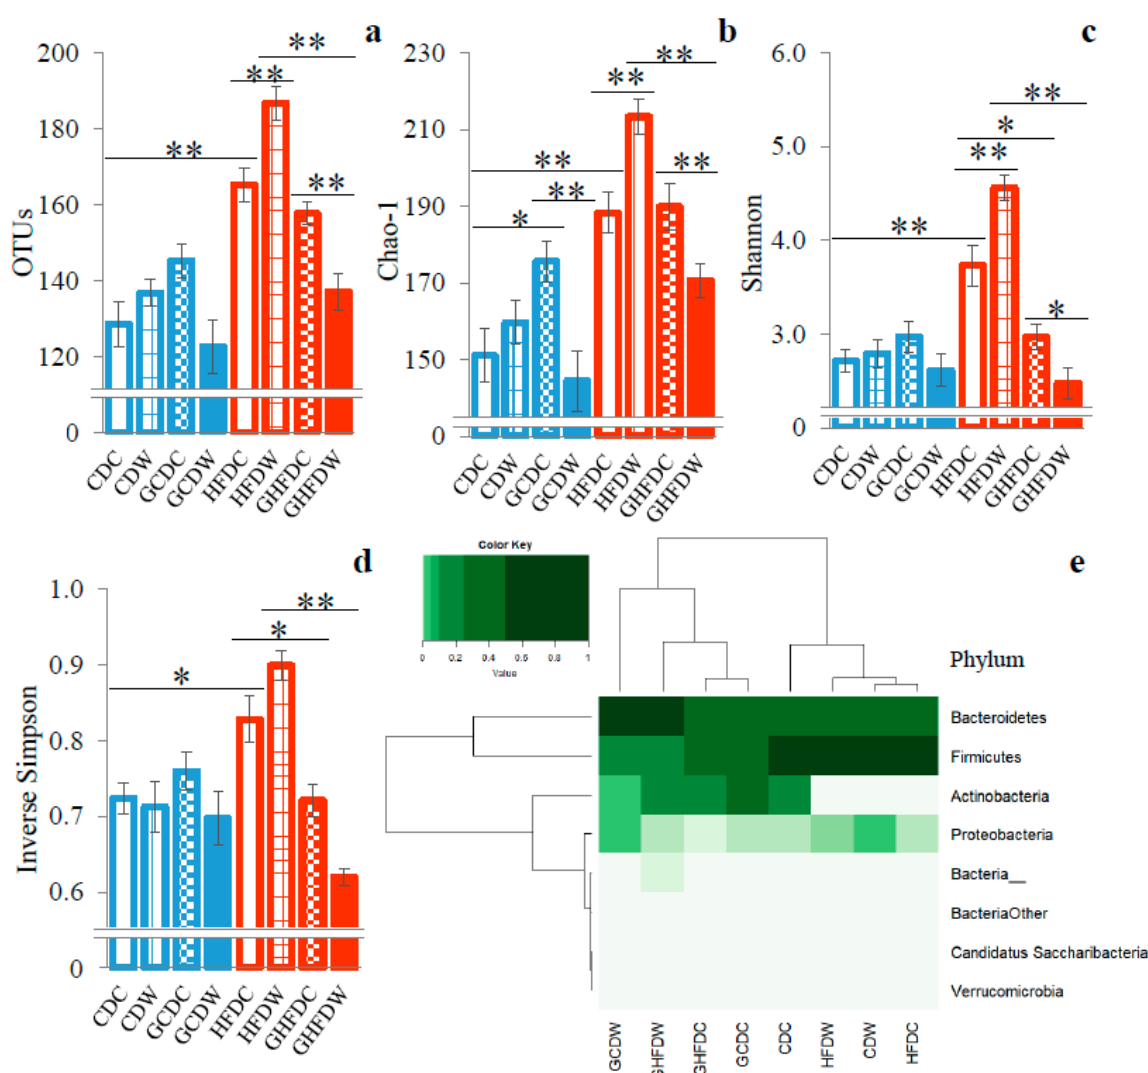 a
OTUs
200
180
160
140
120
0
**
**
**
**
CDC
CDW
GCDC
GCDW
HFDC
HFDW
GHFDC
GHFDW
b
Chao-1
230
210
190
170
150
0
**
**
**
**
**
*
CDC
CDW
GCDC
GCDW
HFDC
HFDW
GHFDC
GHFDW
c
Shannon
6.0
5.0
4.0
3.0
0
**
*
**
**
*
CDC
CDW
GCDC
GCDW
HFDC
HFDW
GHFDC
GHFDW
d
Inverse Simpson
1.0
0.9
0.8
0.7
0.6
0
**
*
*
CDC
CDW
GCDC
GCDW
HFDC
HFDW
GHFDC
GHFDW
e
Color Key
0 0.2 0.4 0.6 0.8 1
Value
Phylum
Bacteroidetes
Firmicutes
Actinobacteria
Proteobacteria
Bacteria__
BacteriaOther
Candidatus Saccharibacteria
Verrucomicrobia
GCDW
GHFDW
GHFDC
GCDC
CDC
HFDW
CDW
HFDC